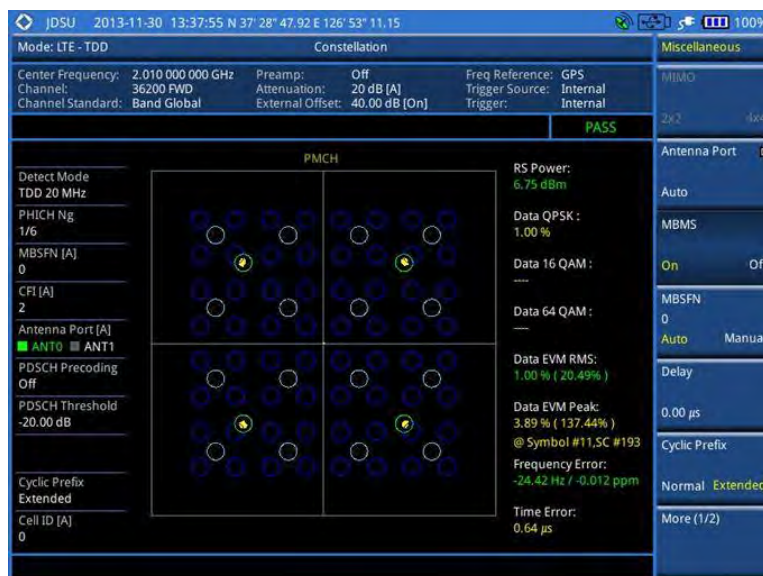 JDSU 2013-11-30 13:37:55 N 37' 28" 47.92 E 126' 53" 11.15 100%
Mode: LTE - TDD Constellation Miscellaneous
Center Frequency: 2.010 000 000 GHz Preamp: Off Freq Reference: GPS
Channel: 36200 FWD Attenuation: 20 dB [A] Trigger Source: Internal
Channel Standard: Band Global External Offset: 40.00 dB [On] Trigger: Internal
MIMO
2x2 4x4
PASS
PMCH
Detect Mode
TDD 20 MHz
PHICH Ng
1/6
MBSFN [A]
0
CFI [A]
2
Antenna Port [A]
ANT0 ANT1
PDSCH Precoding
Off
PDSCH Threshold
-20.00 dB
Cyclic Prefix
Extended
Cell ID [A]
0
RS Power:
6.75 dBm
Data QPSK :
1.00 %
Data 16 QAM :
----
Data 64 QAM :
----
Data EVM RMS:
1.00 % ( 20.49% )
Data EVM Peak:
3.89 % ( 137.44% )
@ Symbol #11,SC #193
Frequency Error:
-24.42 Hz / -0.012 ppm
Time Error:
0.64 µs
Antenna Port
Auto
MBMS
On Of
MBSFN
0
Auto Manua
Delay
0.00 µs
Cyclic Prefix
Normal Extended
More (1/2)